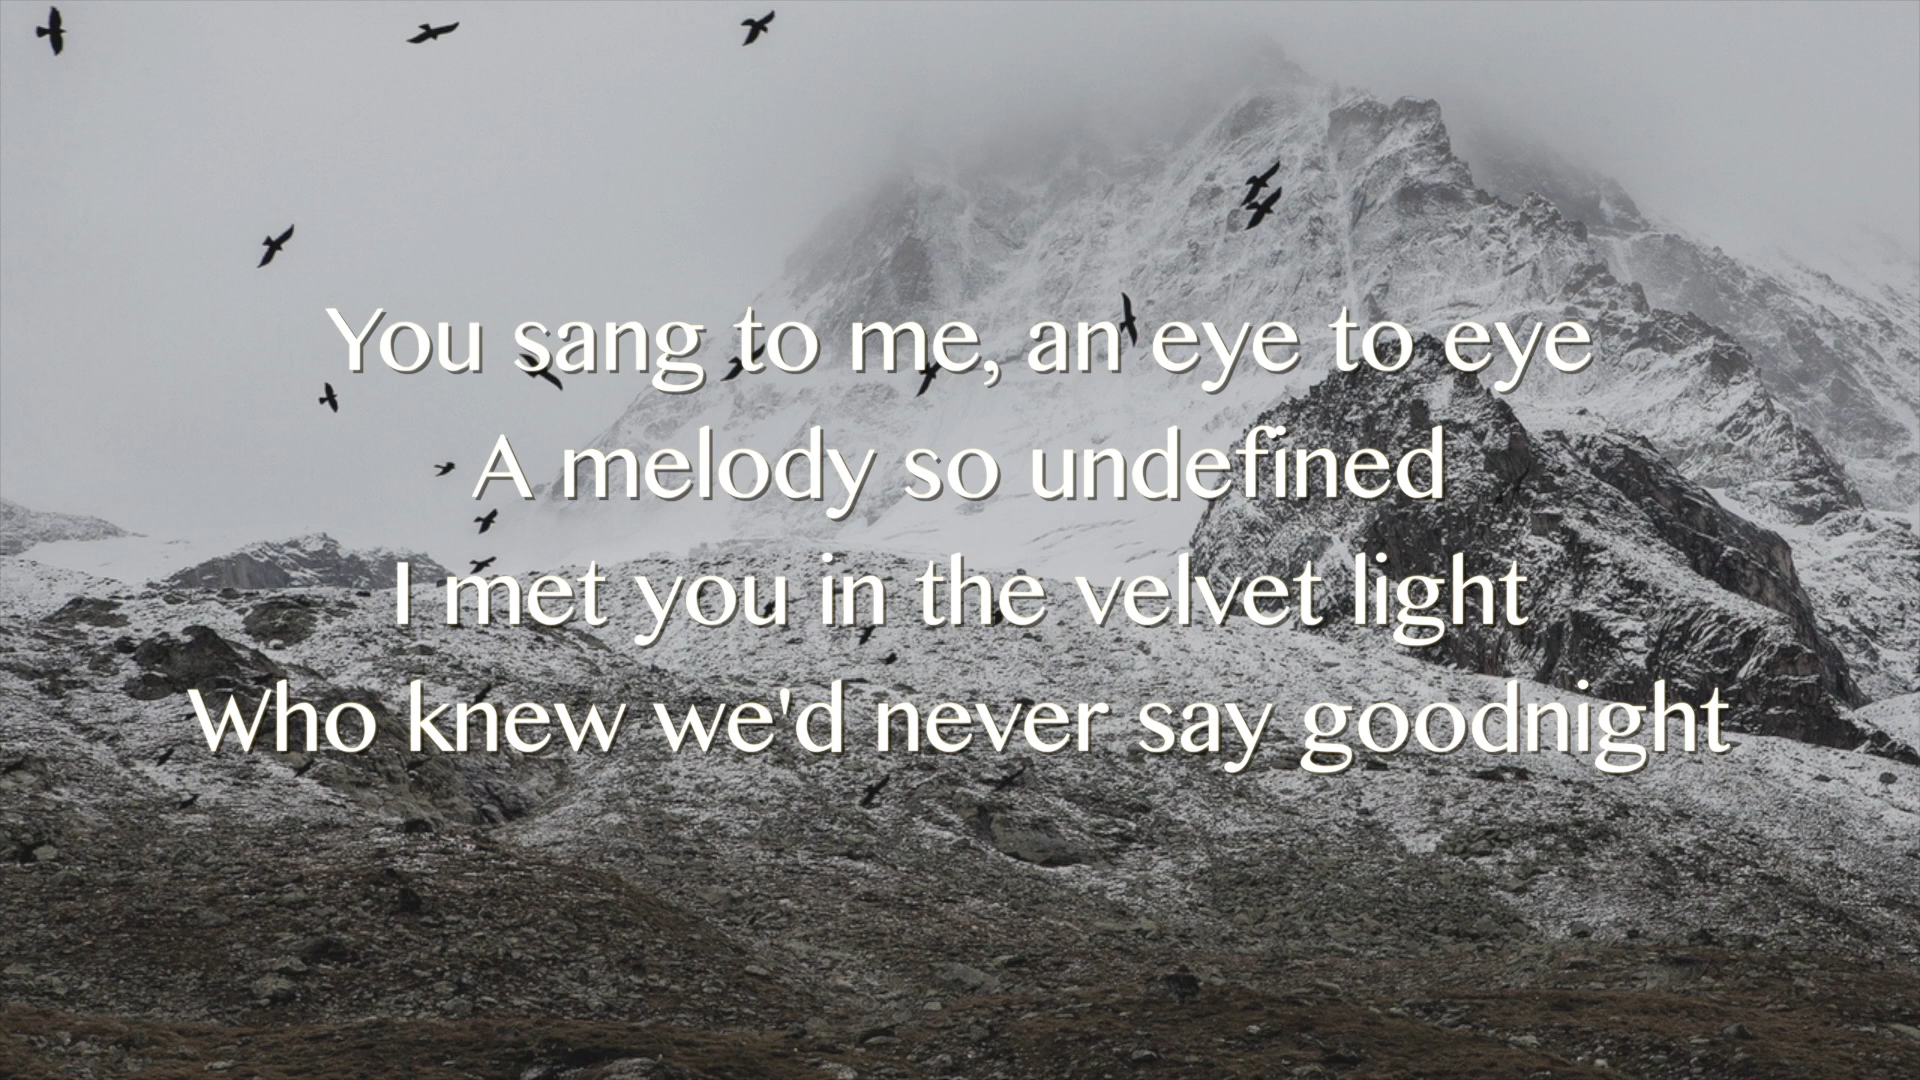 You sang to me, an eye to eye
A melody so undefined
I met you in the velvet light
Who knew we'd never say goodnight